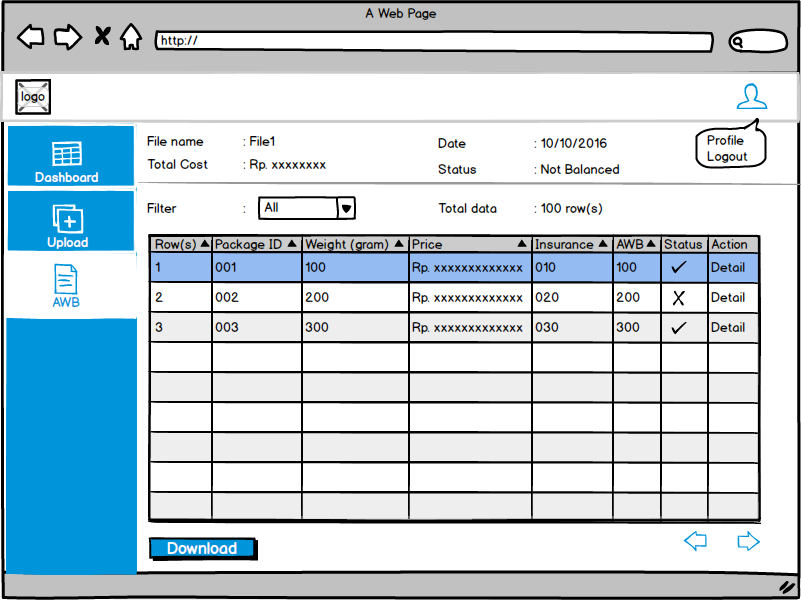 A Web Page
http://
logo
Profile
Logout
Dashboard
Upload
AWB
File name : File1
Date : 10/10/2016
Total Cost : Rp. xxxxxxxx
Status : Not Balanced
Filter : All
Total data : 100 row(s)
Row(s) Package ID Weight (gram) Price Insurance AWB Status Action
1 001 100 Rp. xxxxxxxxxxxxx 010 100 Detail
2 002 200 Rp. xxxxxxxxxxxxx 020 200 X Detail
3 003 300 Rp. xxxxxxxxxxxxx 030 300 Detail
Download